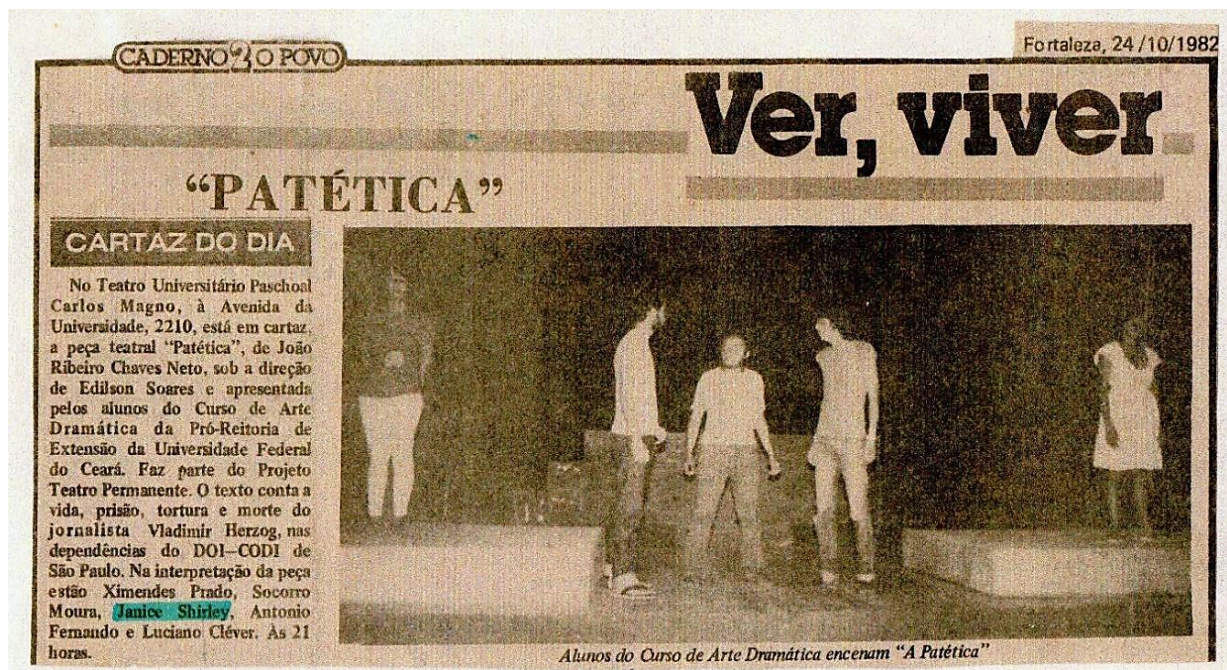 CADERNO 2 O POVO
Fortaleza, 24/10/1982
Ver, viver
“PATÉTICA”
CARTAZ DO DIA
No Teatro Universitário Paschoal
Carlos Magno, à Avenida da
Universidade, 2210, está em cartaz,
a peça teatral “Patética”, de João
Ribeiro Chaves Neto, sob a direção
de Edilson Soares e apresentada
pelos alunos do Curso de Arte
Dramática da Pró-Reitoria de
Extensão da Universidade Federal
do Ceará. Faz parte do Projeto
Teatro Permanente. O texto conta a
vida, prisão, tortura e morte do
jornalista Vladimir Herzog, nas
dependências do DOI–CODI de
São Paulo. Na interpretação da peça
estão Ximendes Prado, Socorro
Moura, Janice Shirley, Antonio
Fernando e Luciano Cléver. Às 21
horas.
Alunos do Curso de Arte Dramática encenam “A Patética”